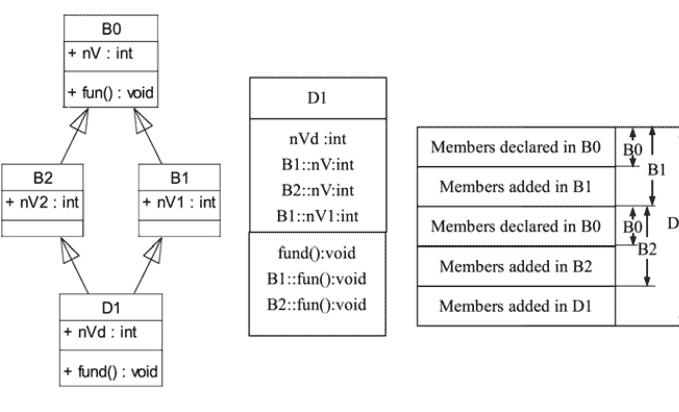 B0
+ nV : int
+ fun() : void
B2
+ nV2 : int
B1
+ nV1 : int
D1
+ nVd : int
+ fund() : void
D1
nVd :int
B1::nV:int
B2::nV:int
B1::nV1:int
fund():void
B1::fun():void
B2::fun():void
Members declared in B0
B0
B1
Members added in B1
Members declared in B0
B0
B2
Members added in B2
Members added in D1
D